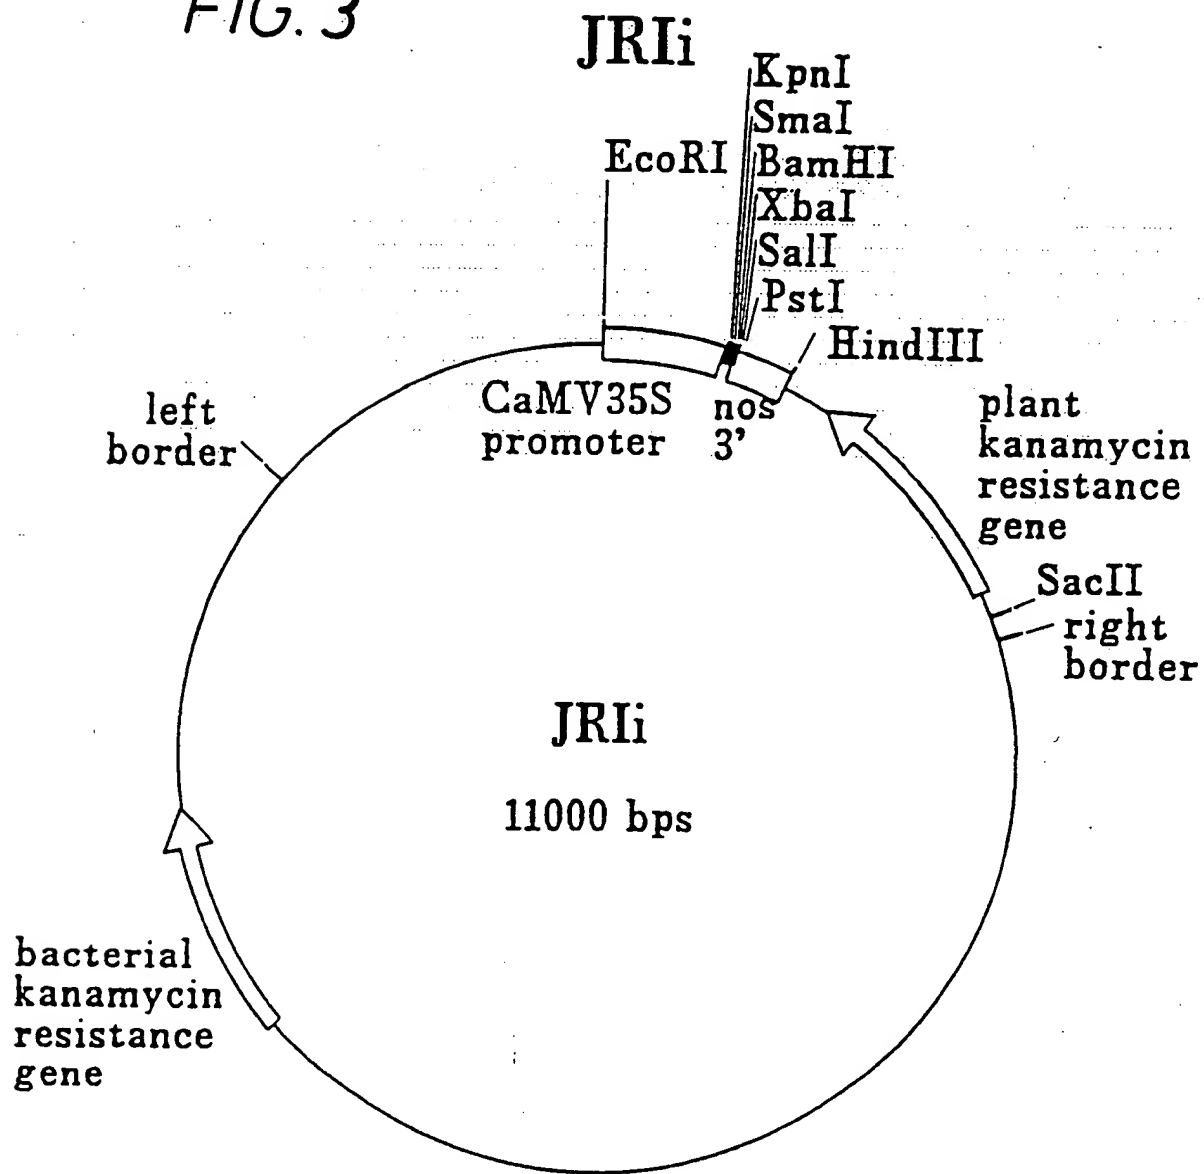 FIG. 3
JRIi
KpnI
SmaI
EcoRI
BamHI
XbaI
SalI
PstI
HindIII
CaMV35S
promoter
nos
3'
left
border
plant
kanamycin
resistance
gene
SacII
right
border
JRIi
11000 bps
bacterial
kanamycin
resistance
gene